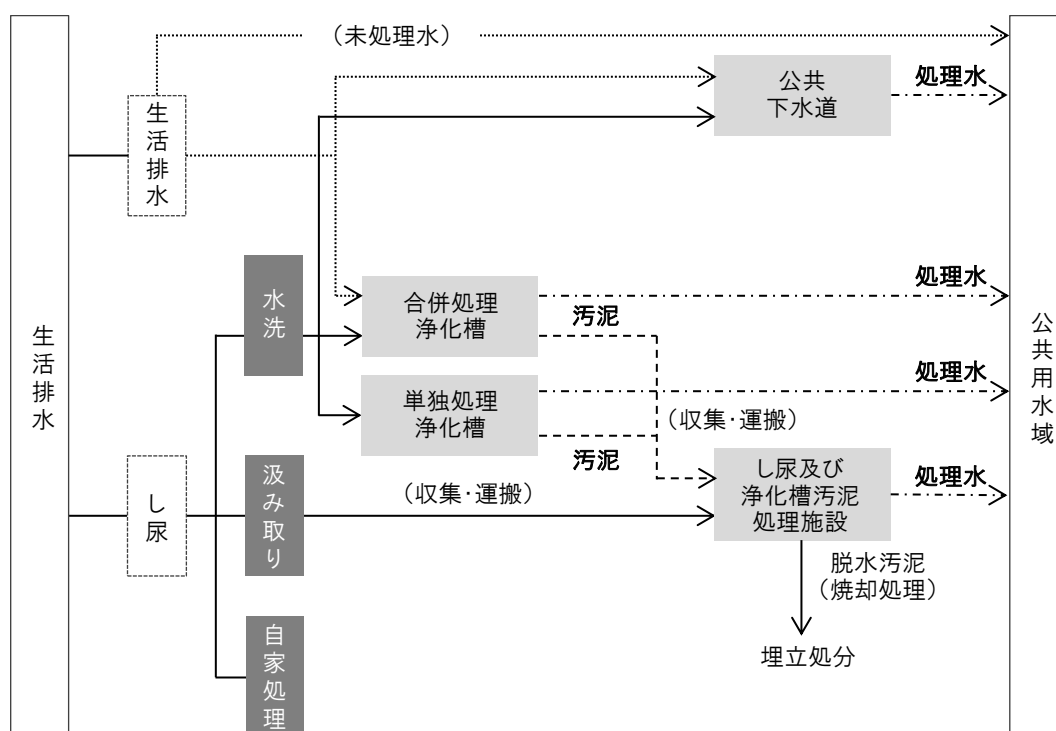 生活排水
生活排水
（未処理水）
公共
下水道
処理水
水洗
合併処理
浄化槽
処理水
汚泥
単独処理
浄化槽
処理水
汚泥
（収集・運搬）
し尿
汲み取り
（収集・運搬）
し尿及び
浄化槽汚泥
処理施設
処理水
脱水汚泥
（焼却処理）
埋立処分
自家処理
公共用水域